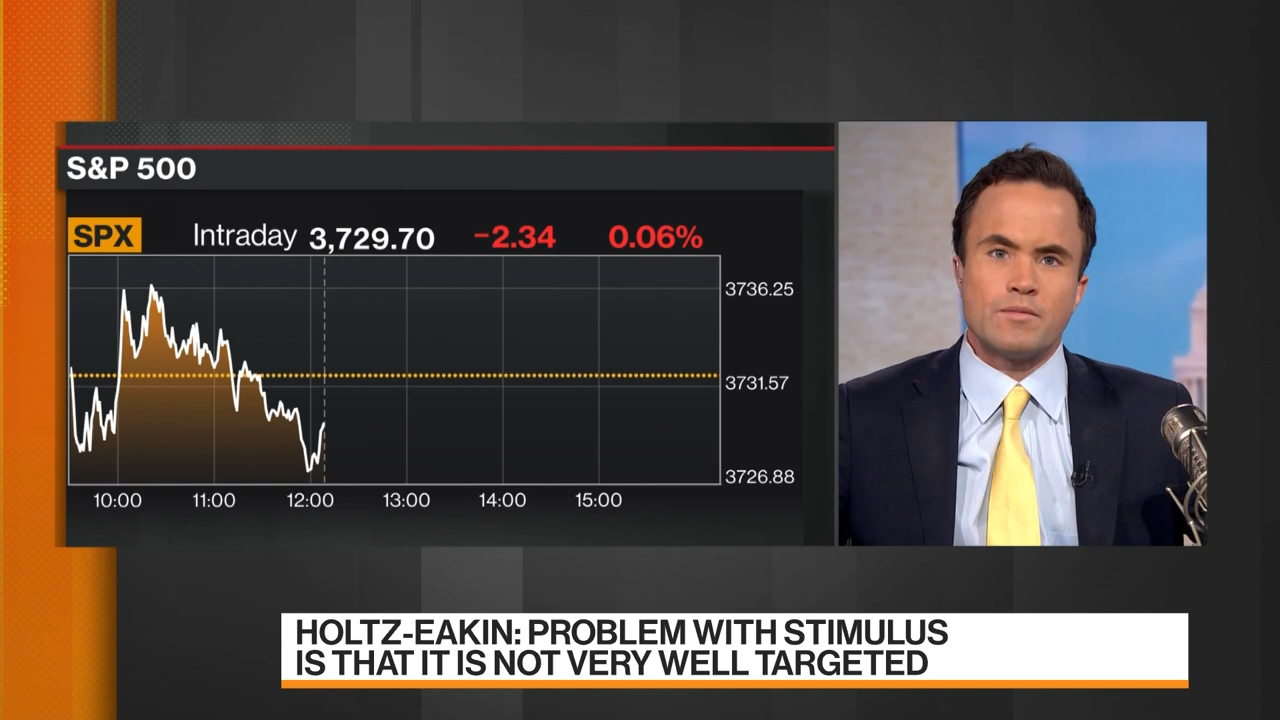 S&P 500
SPX Intraday 3,729.70 −2.34 0.06%
3736.25
3731.57
3726.88
10:00 11:00 12:00 13:00 14:00 15:00
HOLTZ-EAKIN: PROBLEM WITH STIMULUS
IS THAT IT IS NOT VERY WELL TARGETED